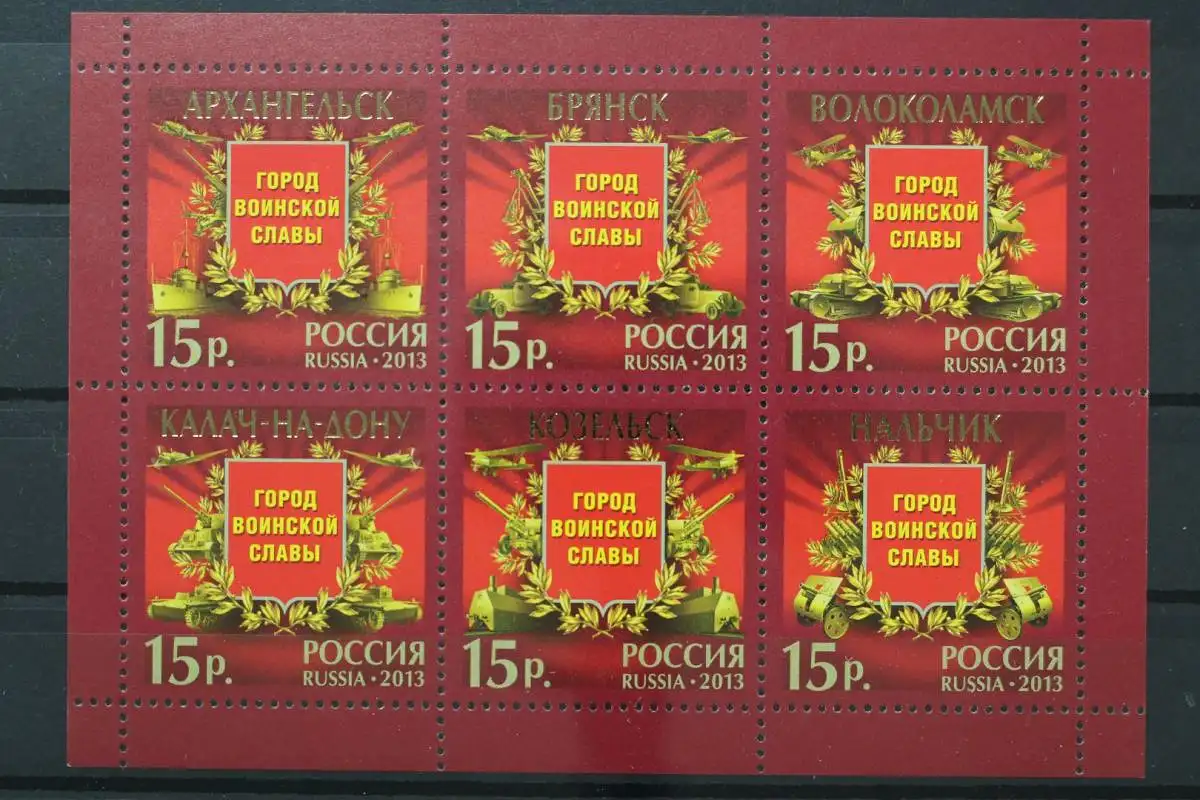 АРХАНГЕЛЬСК
ГОРОД
ВОИНСКОЙ
СЛАВЫ
15р.
РОССИЯ
RUSSIA • 2013
БРЯНСК
ГОРОД
ВОИНСКОЙ
СЛАВЫ
15р.
РОССИЯ
RUSSIA • 2013
ВОЛОКОЛАМСК
ГОРОД
ВОИНСКОЙ
СЛАВЫ
15р.
РОССИЯ
RUSSIA • 2013
КАЛАЧ-НА-ДОНУ
ГОРОД
ВОИНСКОЙ
СЛАВЫ
15р.
РОССИЯ
RUSSIA • 2013
КОЗЕЛЬСК
ГОРОД
ВОИНСКОЙ
СЛАВЫ
15р.
РОССИЯ
RUSSIA • 2013
НАЛЬЧИК
ГОРОД
ВОИНСКОЙ
СЛАВЫ
15р.
РОССИЯ
RUSSIA • 2013